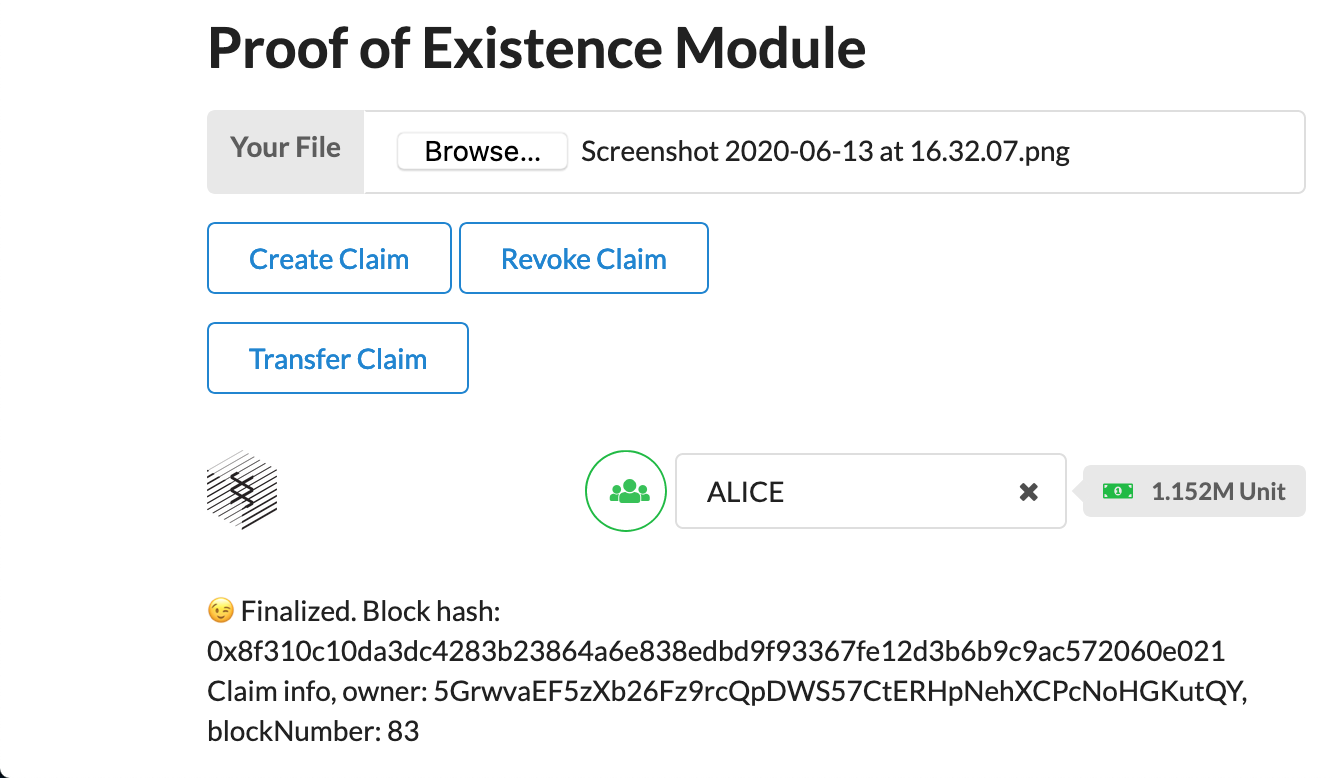 Proof of Existence Module
Your File Browse... Screenshot 2020-06-13 at 16.32.07.png
Create Claim Revoke Claim
Transfer Claim
ALICE 1.152M Unit
😉 Finalized. Block hash:
0x8f310c10da3dc4283b23864a6e838edbd9f93367fe12d3b6b9c9ac572060e021
Claim info, owner: 5GrwvaEF5zXb26Fz9rcQpDWS57CtERHpNehXCPcNoHGKutQY,
blockNumber: 83